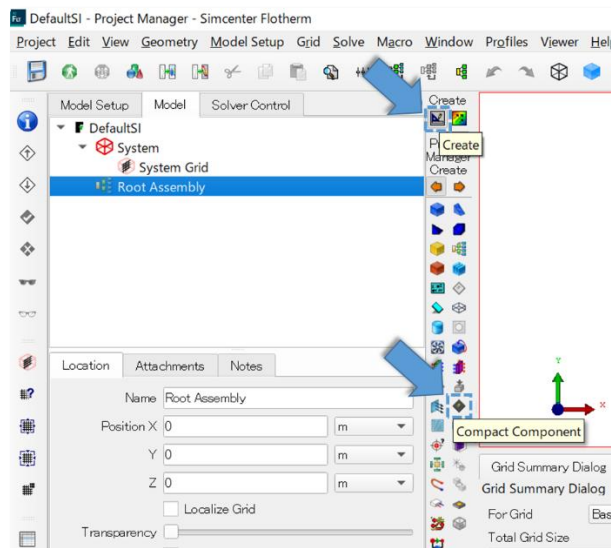 DefaultSI - Project Manager - Simcenter Flotherm
Project Edit View Geometry Model Setup Grid Solve Macro Window Profiles Viewer Help
Model Setup Model Solver Control
Create
DefaultSI
System
System Grid
Root Assembly
Create
Manager
Create
Location Attachments Notes
Name Root Assembly
Position X 0 m
Y 0 m
Z 0 m
Localize Grid
Transparency
Y
X
Compact Component
Grid Summary Dialog
Grid Summary Dialog
For Grid Bas
Total Grid Size